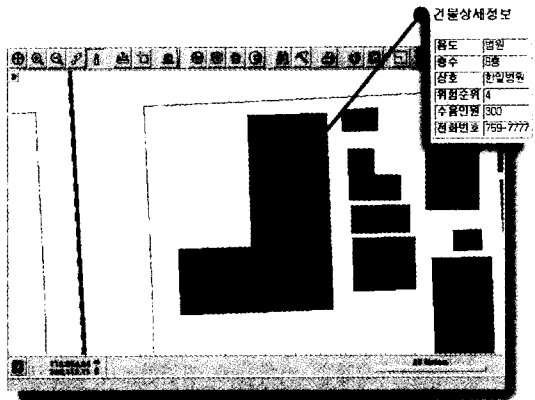 건물상세정보
용도 병원
층수 8층
상호 한일병원
위험순위 4
수용인원 300
전화번호 759-7777